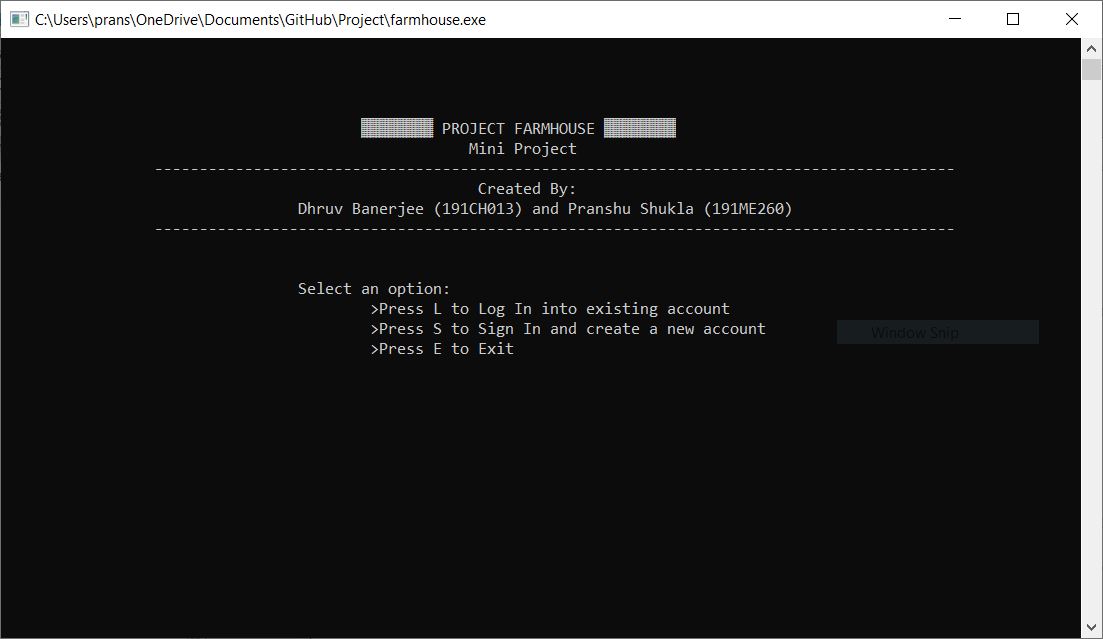 C:\Users\prans\OneDrive\Documents\GitHub\Project\farmhouse.exe
▓▓▓▓▓▓▓▓ PROJECT FARMHOUSE ▓▓▓▓▓▓▓▓
Mini Project
-----------------------------------------------------------------------------------------
Created By:
Dhruv Banerjee (191CH013) and Pranshu Shukla (191ME260)
-----------------------------------------------------------------------------------------
Select an option:
>Press L to Log In into existing account
>Press S to Sign In and create a new account
Window Snip
>Press E to Exit